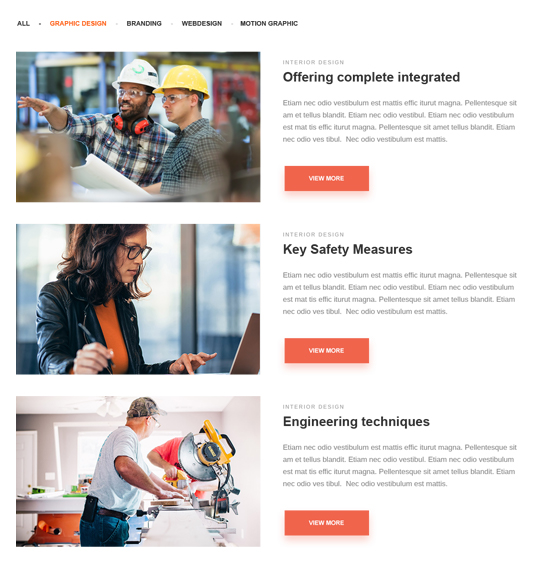 ALL - GRAPHIC DESIGN - BRANDING - WEBDESIGN - MOTION GRAPHIC
INTERIOR DESIGN
Offering complete integrated
Etiam nec odio vestibulum est mattis effic iturut magna. Pellentesque sit
am et tellus blandit. Etiam nec odio vestibul. Etiam nec odio vestibulum
est mat tis effic iturut magna. Pellentesque sit amet tellus blandit. Etiam
nec odio ves tibul.  Nec odio vestibulum est mattis.
VIEW MORE
INTERIOR DESIGN
Key Safety Measures
Etiam nec odio vestibulum est mattis effic iturut magna. Pellentesque sit
am et tellus blandit. Etiam nec odio vestibul. Etiam nec odio vestibulum
est mat tis effic iturut magna. Pellentesque sit amet tellus blandit. Etiam
nec odio ves tibul.  Nec odio vestibulum est mattis.
VIEW MORE
INTERIOR DESIGN
Engineering techniques
Etiam nec odio vestibulum est mattis effic iturut magna. Pellentesque sit
am et tellus blandit. Etiam nec odio vestibul. Etiam nec odio vestibulum
est mat tis effic iturut magna. Pellentesque sit amet tellus blandit. Etiam
nec odio ves tibul.  Nec odio vestibulum est mattis.
VIEW MORE